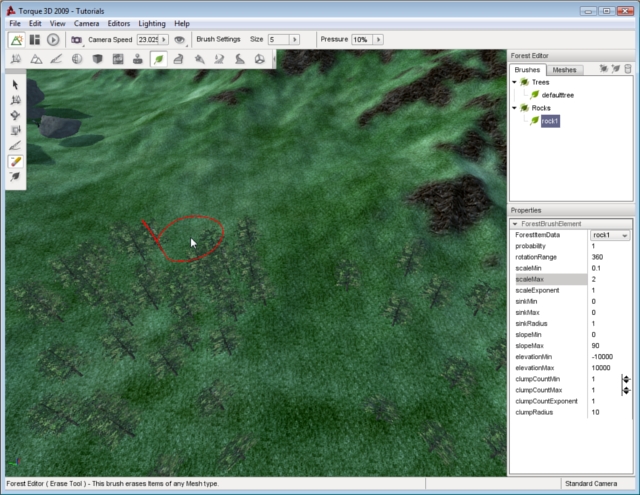 Torque 3D 2009 - Tutorials
File Edit View Camera Editors Lighting Help
Camera Speed 23.025 Brush Settings Size 5 Pressure 10%
Forest Editor
Brushes Meshes
Trees
defaulttree
Rocks
rock1
Properties
ForestBrushElement
ForestItemData rock1
probability 1
rotationRange 360
scaleMin 0.1
scaleMax 2
scaleExponent 1
sinkMin 0
sinkMax 0
sinkRadius 1
slopeMin 0
slopeMax 90
elevationMin -10000
elevationMax 10000
clumpCountMin 1
clumpCountMax 1
clumpCountExponent 1
clumpRadius 10
Forest Editor ( Erase Tool ) - This brush erases Items of any Mesh type. Standard Camera